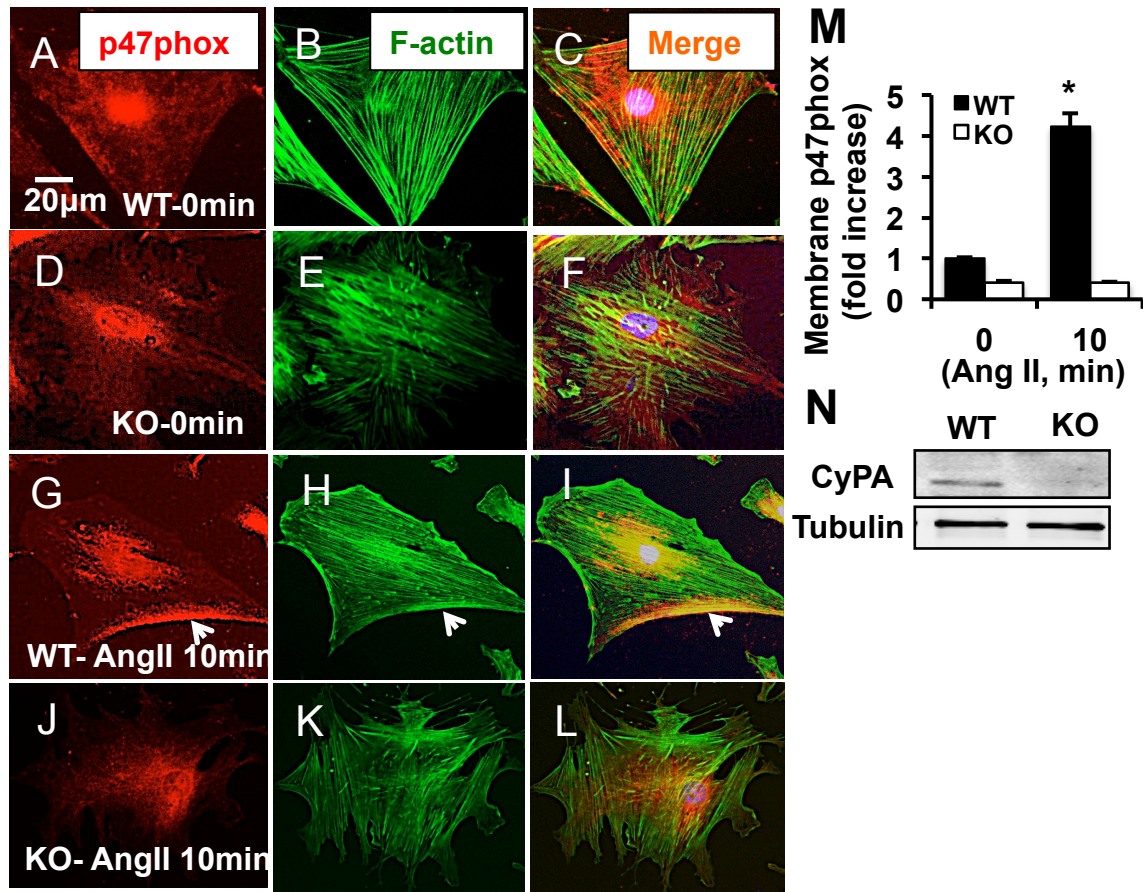 A
p47phox
20µm
WT-0min
B
F-actin
C
Merge
D
KO-0min
E
F
G
WT- AngII 10min
H
I
J
KO- AngII 10min
K
L
M
Membrane p47phox
(fold increase)
5
4
3
2
1
0
WT
KO
*
0
10
(Ang II, min)
N
WT
KO
CyPA
Tubulin